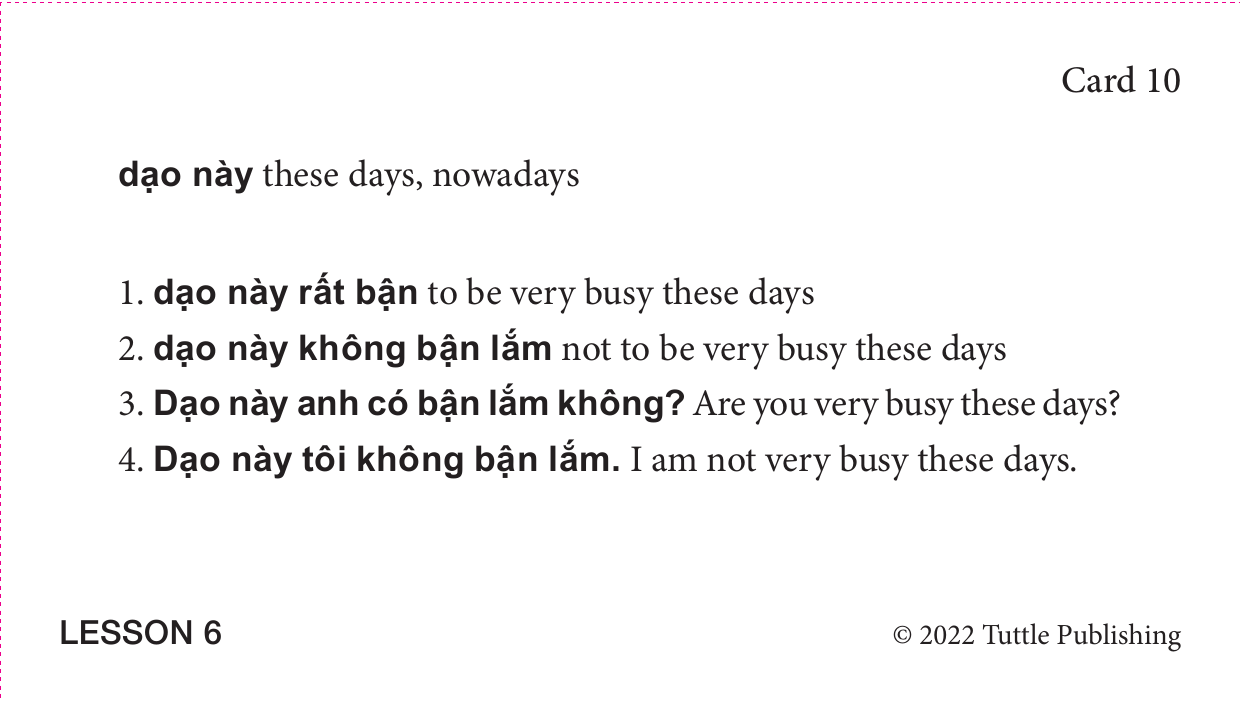 Card 10
dạo này these days, nowadays
1. dạo này rất bận to be very busy these days
2. dạo này không bận lắm not to be very busy these days
3. Dạo này anh có bận lắm không? Are you very busy these days?
4. Dạo này tôi không bận lắm. I am not very busy these days.
LESSON 6
© 2022 Tuttle Publishing